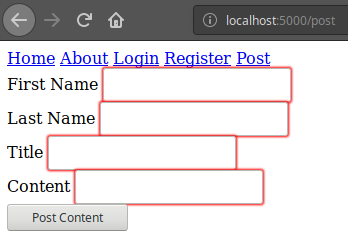 localhost:5000/post
Home About Login Register Post
First Name
Last Name
Title
Content
Post Content